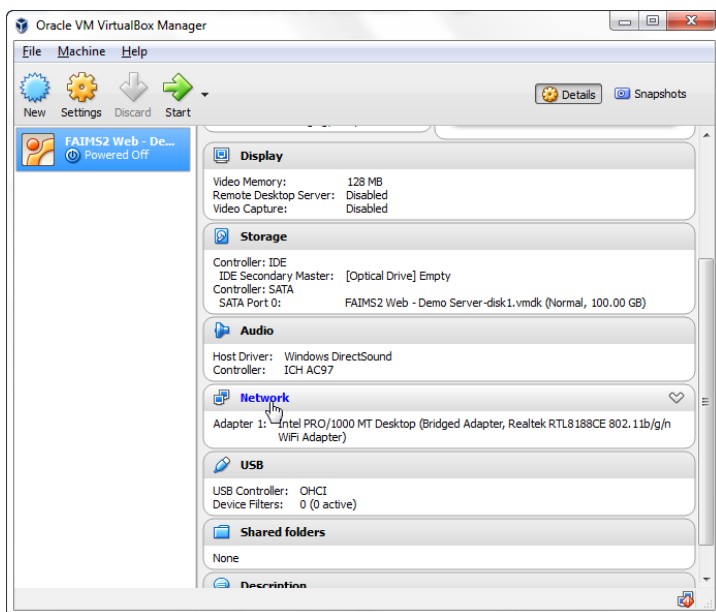 Oracle VM VirtualBox Manager
File Machine Help
New Settings Discard Start Details Snapshots
FAIMS2 Web - De...
Powered Off
Display
Video Memory: 128 MB
Remote Desktop Server: Disabled
Video Capture: Disabled
Storage
Controller: IDE
IDE Secondary Master: [Optical Drive] Empty
Controller: SATA
SATA Port 0: FAIMS2 Web - Demo Server-disk1.vmdk (Normal, 100.00 GB)
Audio
Host Driver: Windows DirectSound
Controller: ICH AC97
Network
Adapter 1: Intel PRO/1000 MT Desktop (Bridged Adapter, Realtek RTL8188CE 802.11b/g/n
WiFi Adapter)
USB
USB Controller: OHCI
Device Filters: 0 (0 active)
Shared folders
None
Description